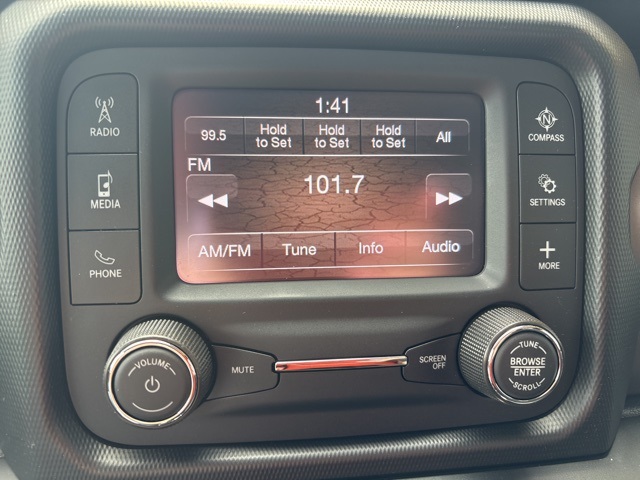 1:41
RADIO
MEDIA
PHONE
99.5 Hold to Set Hold to Set Hold to Set All
FM
101.7
AM/FM Tune Info Audio
N
COMPASS
SETTINGS
MORE
VOLUME
MUTE
SCREEN OFF
TUNE
BROWSE
ENTER
SCROLL